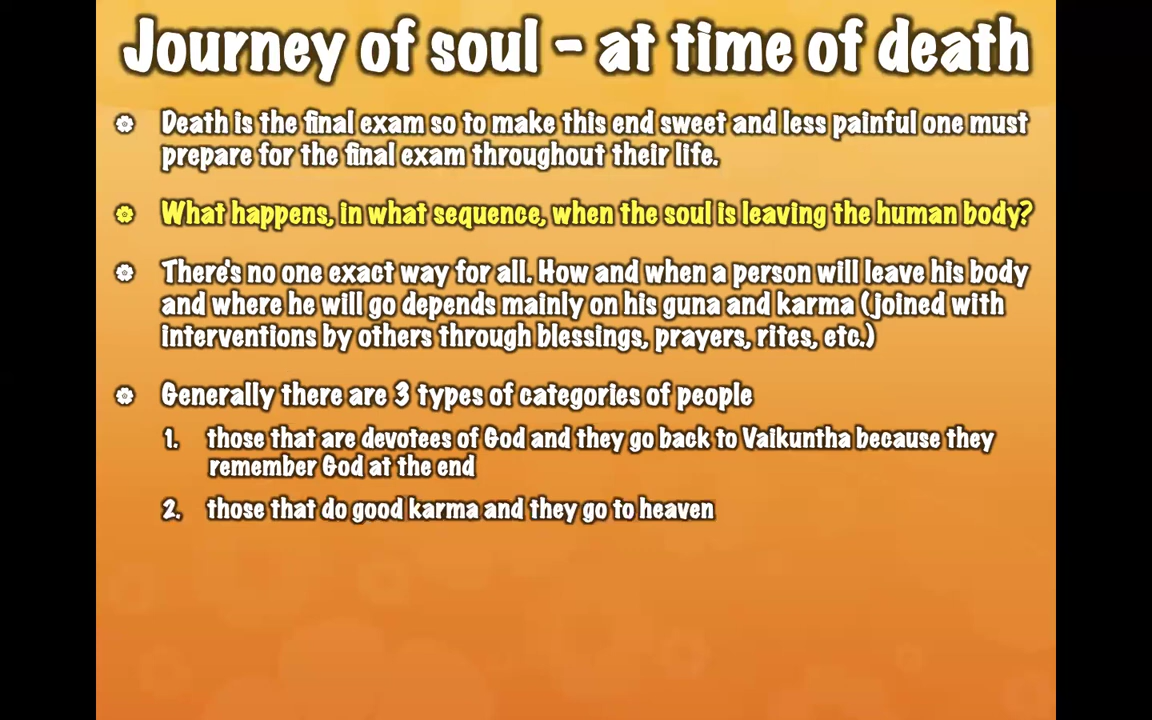 Journey of soul - at time of death
Death is the final exam so to make this end sweet and less painful one must
prepare for the final exam throughout their life.
What happens, in what sequence, when the soul is leaving the human body?
There's no one exact way for all. How and when a person will leave his body
and where he will go depends mainly on his guna and karma (joined with
interventions by others through blessings, prayers, rites, etc.)
Generally there are 3 types of categories of people
1. those that are devotees of God and they go back to Vaikuntha because they
remember God at the end
2. those that do good karma and they go to heaven